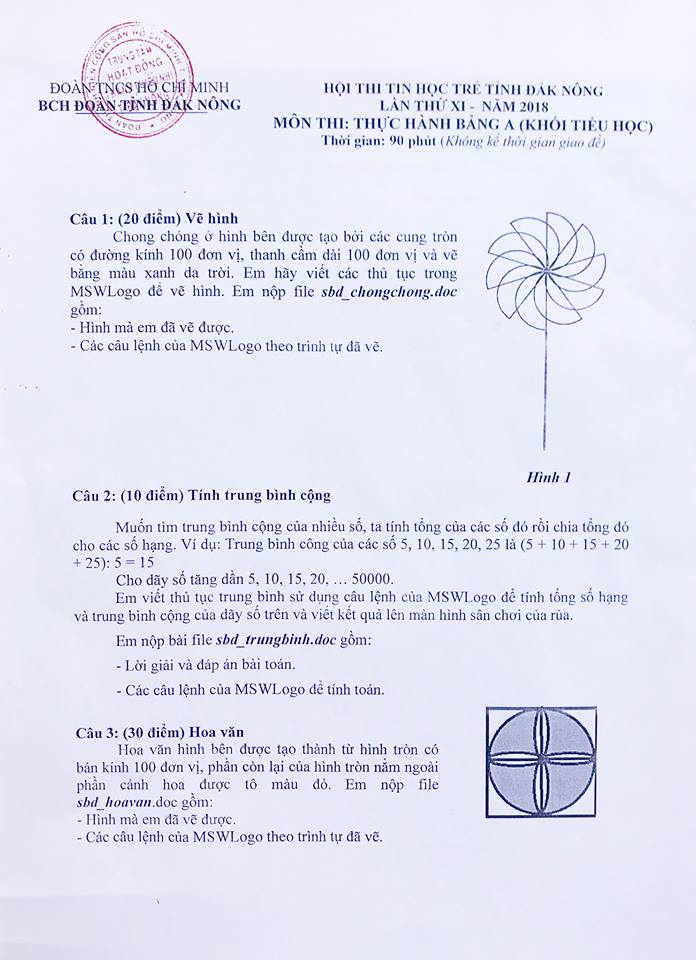 ĐOÀN TNCS HỒ CHÍ MINH
BCH ĐOÀN TỈNH ĐẮK NÔNG
TRUNG TÂM
HOẠT ĐỘNG
HỘI THI TIN HỌC TRẺ TỈNH ĐĂK NÔNG
LẦN THỨ XI - NĂM 2018
MÔN THI: THỰC HÀNH BẢNG A (KHỐI TIỂU HỌC)
Thời gian: 90 phút (Không kể thời gian giao đề)
Câu 1: (20 điểm) Vẽ hình
Chong chóng ở hình bên được tạo bởi các cung tròn
có đường kính 100 đơn vị, thanh cầm dài 100 đơn vị và vẽ
bằng màu xanh da trời. Em hãy viết các thủ tục trong
MSWLogo để vẽ hình. Em nộp file sbd_chongchong.doc
gồm:
- Hình mà em đã vẽ được.
- Các câu lệnh của MSWLogo theo trình tự đã vẽ.
Hình 1
Câu 2: (10 điểm) Tính trung bình cộng
Muốn tìm trung bình cộng của nhiều số, ta tính tổng của các số đó rồi chia tổng đó
cho các số hạng. Ví dụ: Trung bình công của các số 5, 10, 15, 20, 25 là (5 + 10 + 15 + 20
+ 25): 5 = 15
Cho dãy số tăng dần 5, 10, 15, 20, … 50000.
Em viết thủ tục trung bình sử dụng câu lệnh của MSWLogo để tính tổng số hạng
và trung bình cộng của dãy số trên và viết kết quả lên màn hình sân chơi của rùa.
Em nộp bài file sbd_trungbinh.doc gồm:
- Lời giải và đáp án bài toán.
- Các câu lệnh của MSWLogo để tính toán.
Câu 3: (30 điểm) Hoa văn
Hoa văn hình bên được tạo thành từ hình tròn có
bán kính 100 đơn vị, phần còn lại của hình tròn nằm ngoài
phần cánh hoa được tô màu đỏ. Em nộp file
sbd_hoavan.doc gồm:
- Hình mà em đã vẽ được.
- Các câu lệnh của MSWLogo theo trình tự đã vẽ.